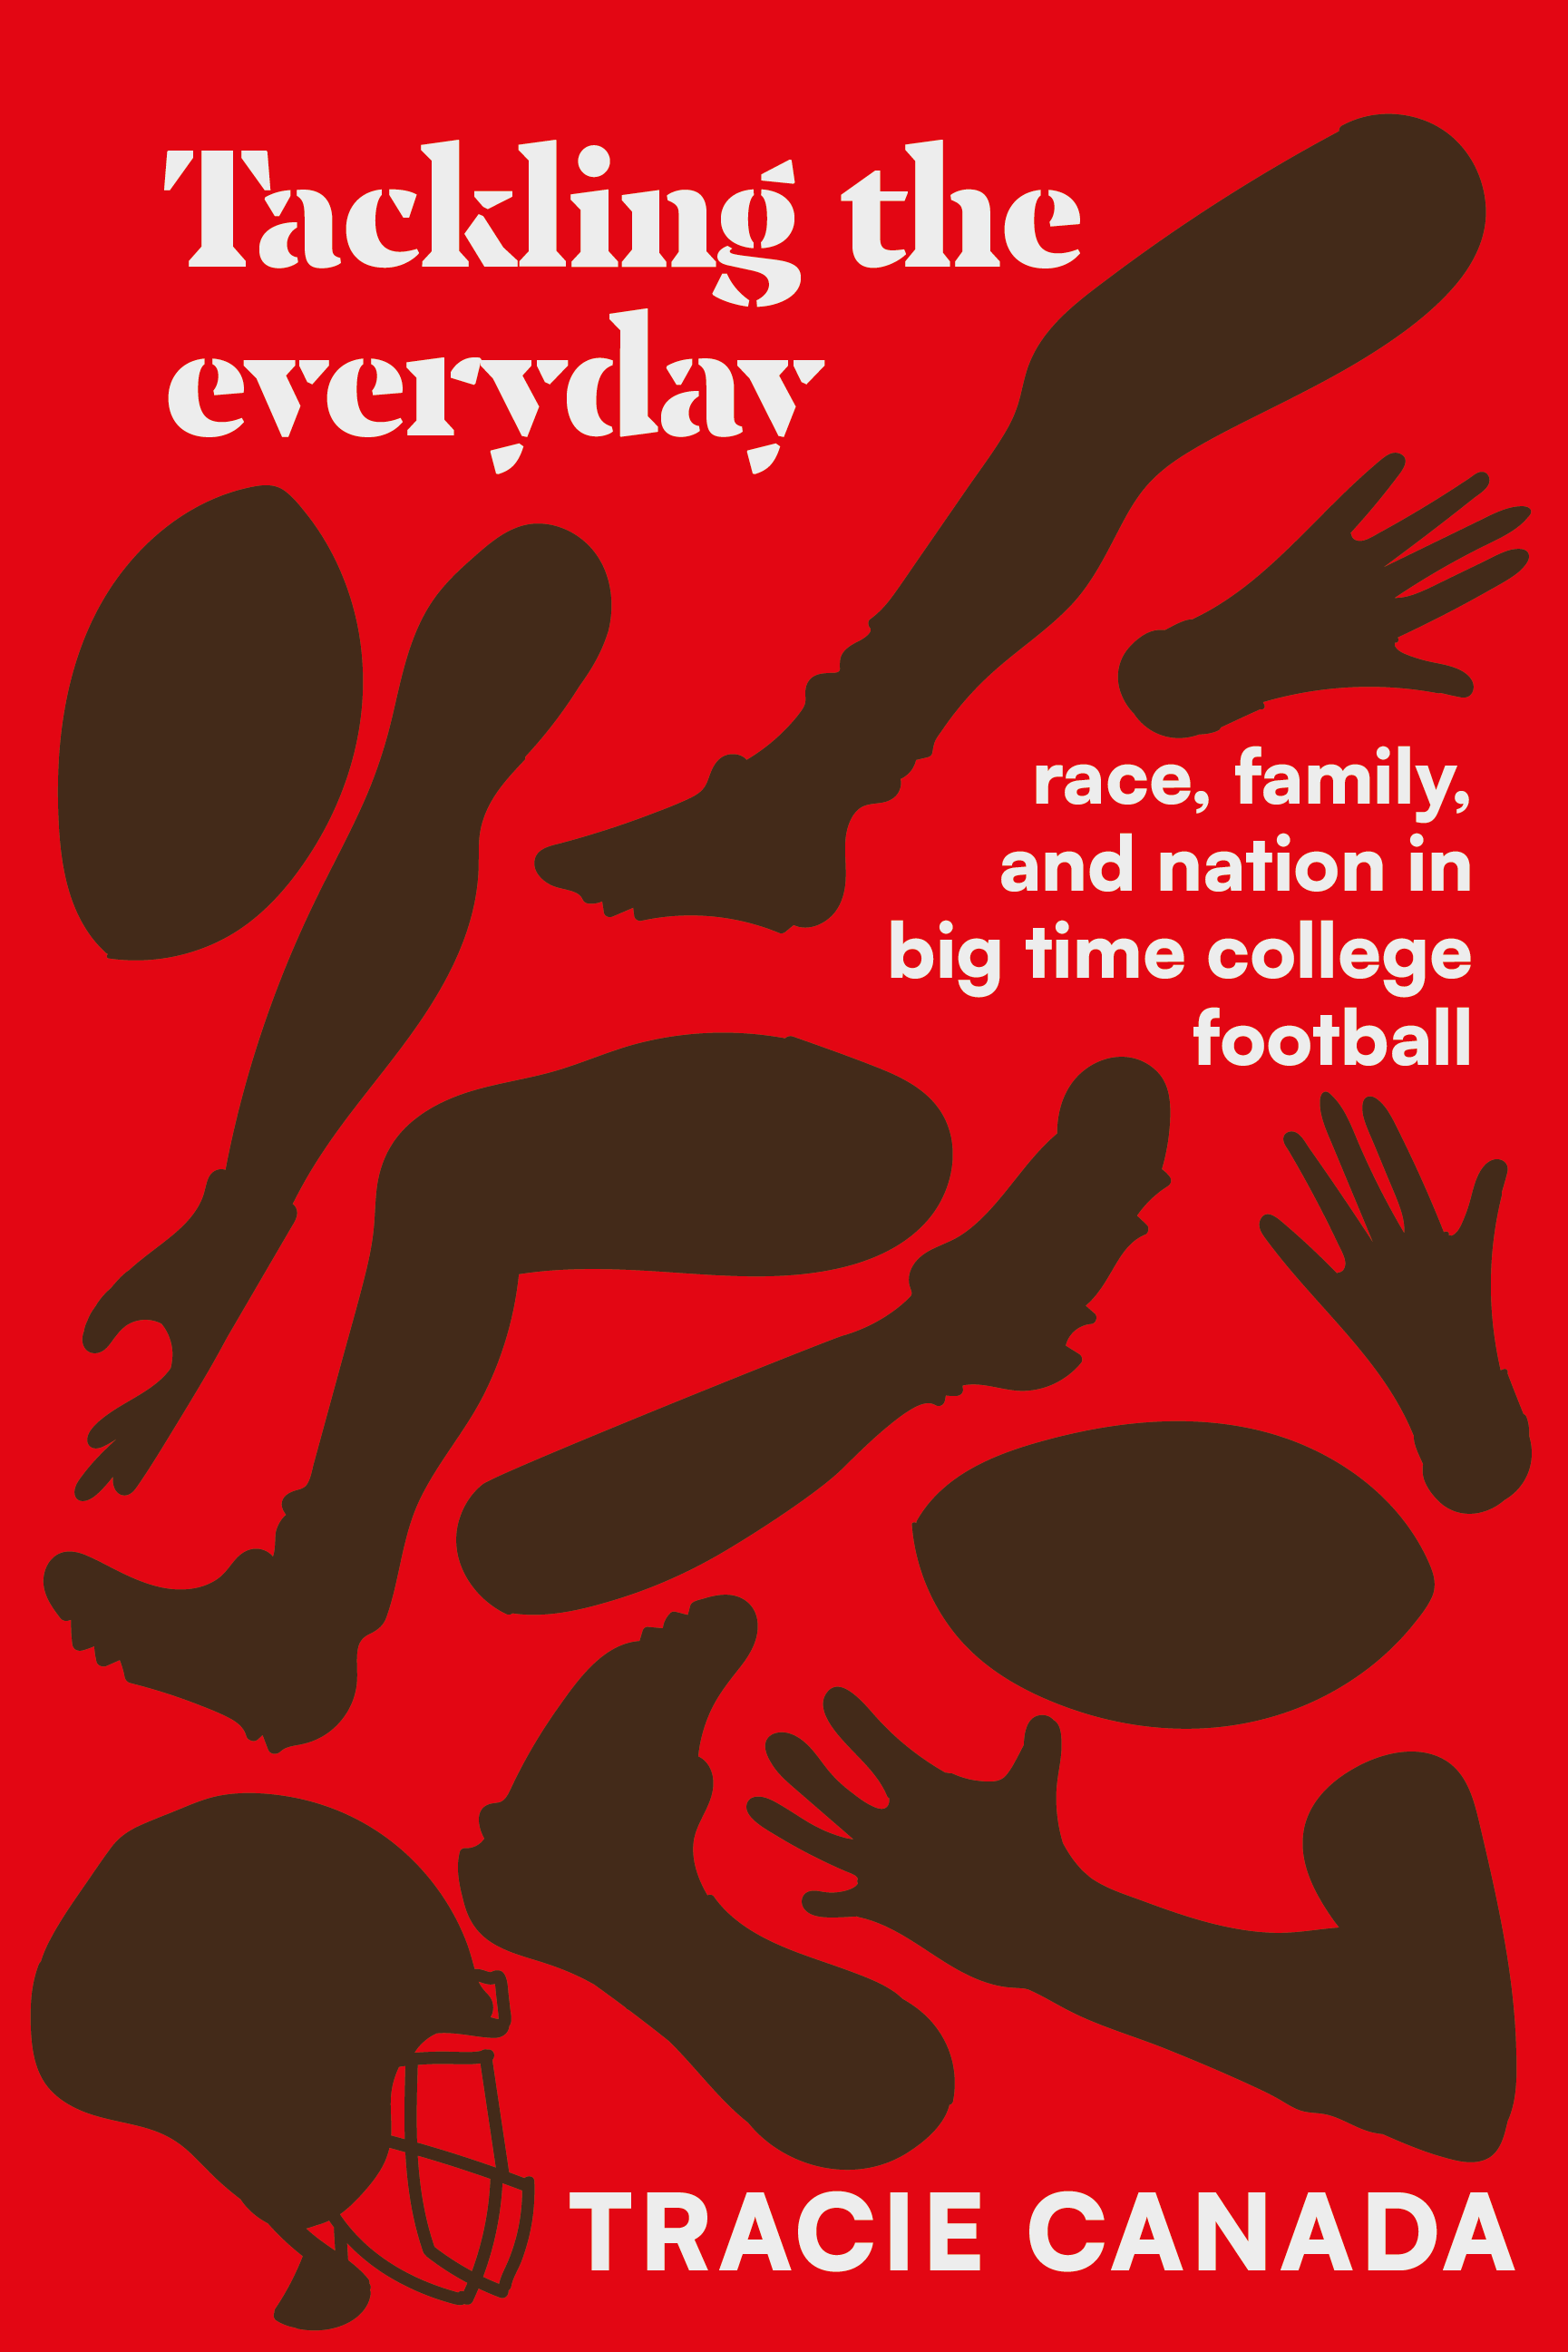 Tackling the
everyday
race, family,
and nation in
big time college
football
TRACIE CANADA